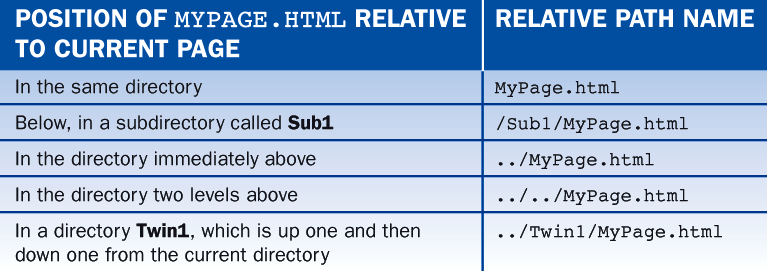 POSITION OF MYPAGE.HTML RELATIVE
TO CURRENT PAGE
RELATIVE PATH NAME
In the same directory
MyPage.html
Below, in a subdirectory called Sub1
/Sub1/MyPage.html
In the directory immediately above
../MyPage.html
In the directory two levels above
../../MyPage.html
In a directory Twin1, which is up one and then
down one from the current directory
../Twin1/MyPage.html